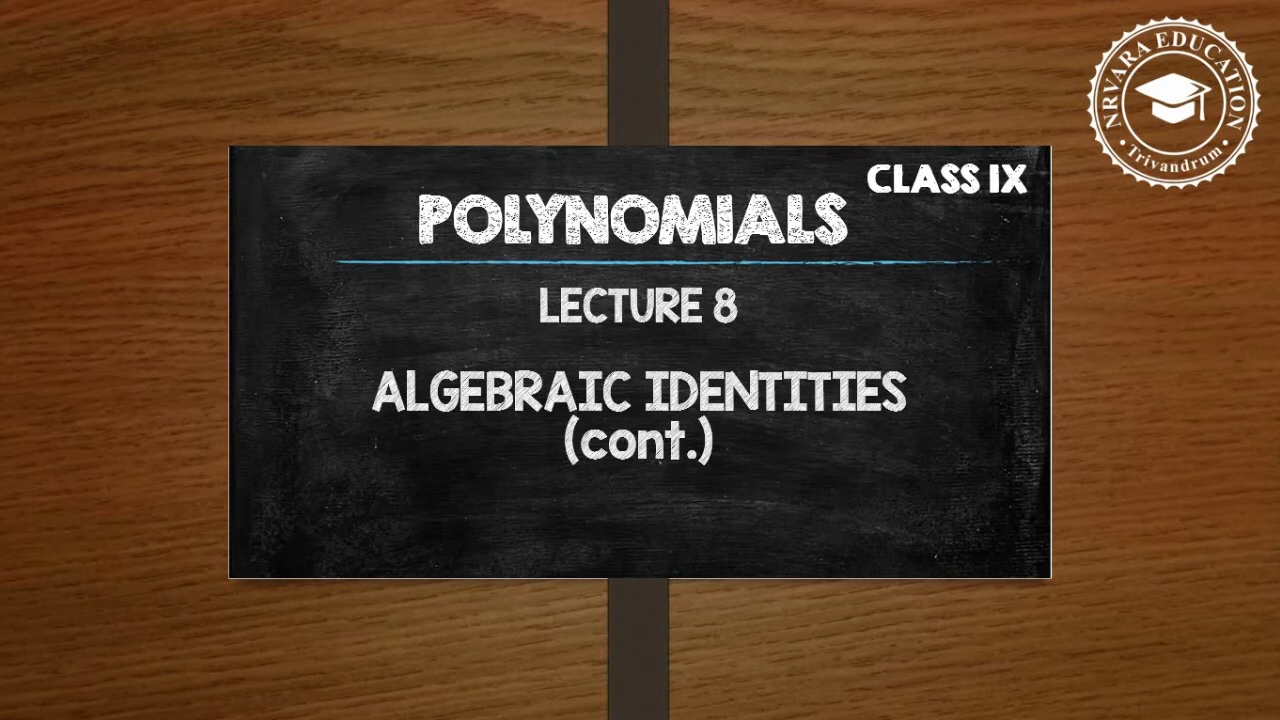 NRVARA EDUCATION
• Trivandrum •
CLASS IX
POLYNOMIALS
LECTURE 8
ALGEBRAIC IDENTITIES
(cont.)